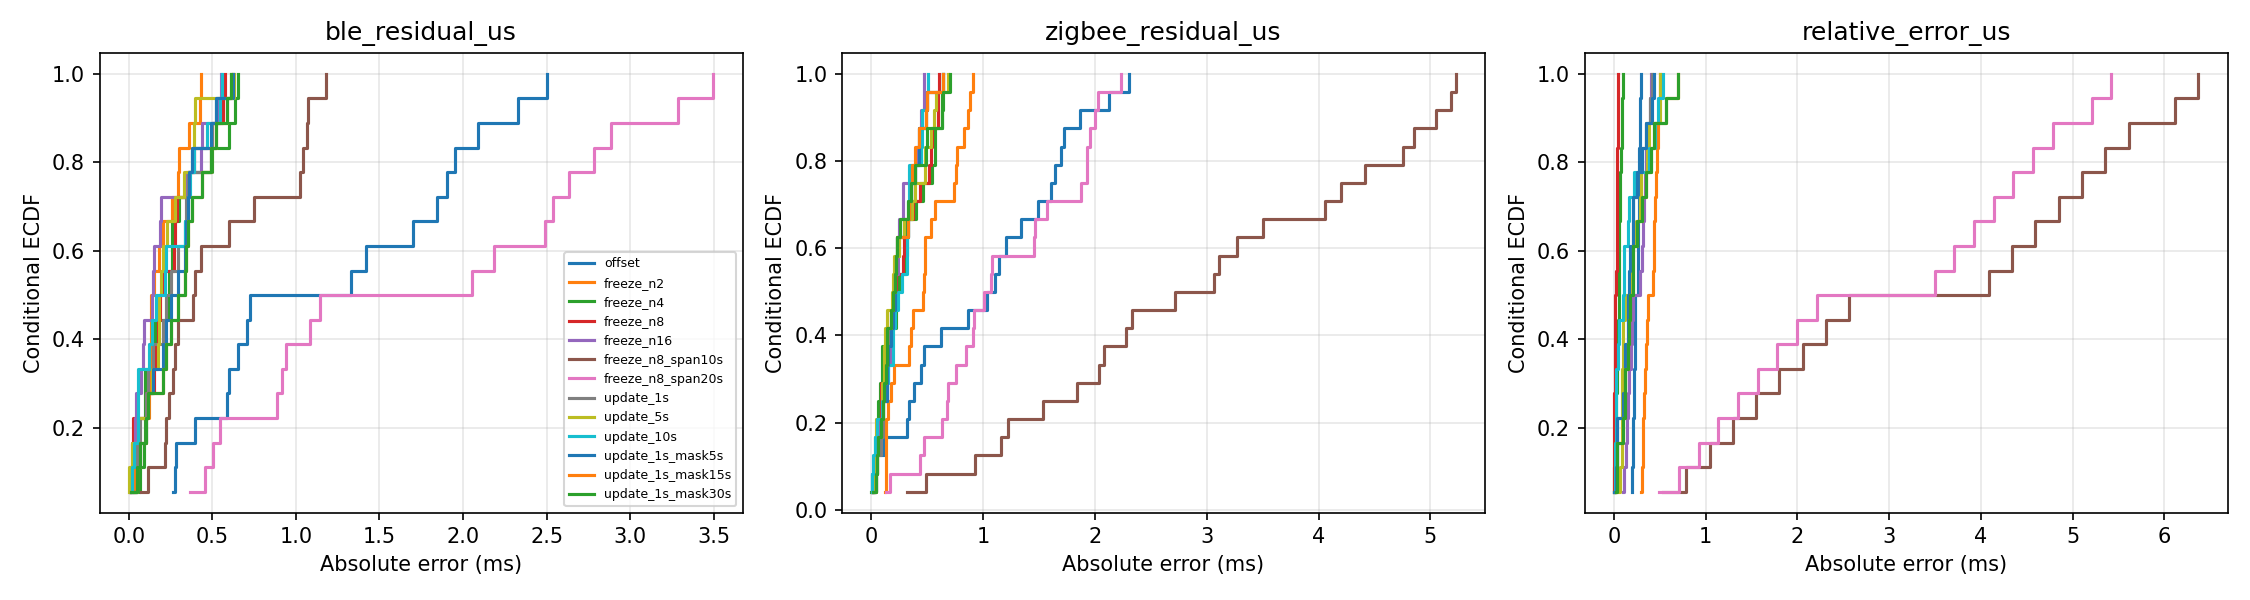 ble_residual_us
Conditional ECDF
1.0
0.8
0.6
0.4
0.2
0.0 0.5 1.0 1.5 2.0 2.5 3.0 3.5
Absolute error (ms)
offset
freeze_n2
freeze_n4
freeze_n8
freeze_n16
freeze_n8_span10s
freeze_n8_span20s
update_1s
update_5s
update_10s
update_1s_mask5s
update_1s_mask15s
update_1s_mask30s
zigbee_residual_us
Conditional ECDF
1.0
0.8
0.6
0.4
0.2
0.0
0 1 2 3 4 5
Absolute error (ms)
relative_error_us
Conditional ECDF
1.0
0.8
0.6
0.4
0.2
0 1 2 3 4 5 6
Absolute error (ms)